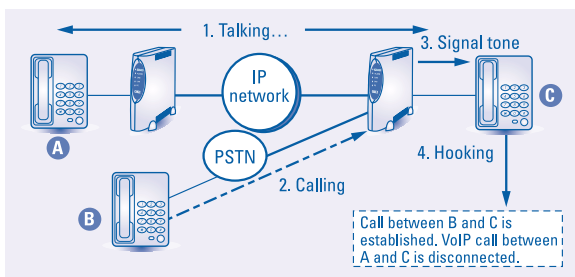 1. Talking...
3. Signal tone
IP
network
A
C
PSTN
4. Hooking
2. Calling
B
Call between B and C is
established. VoIP call between
A and C is disconnected.